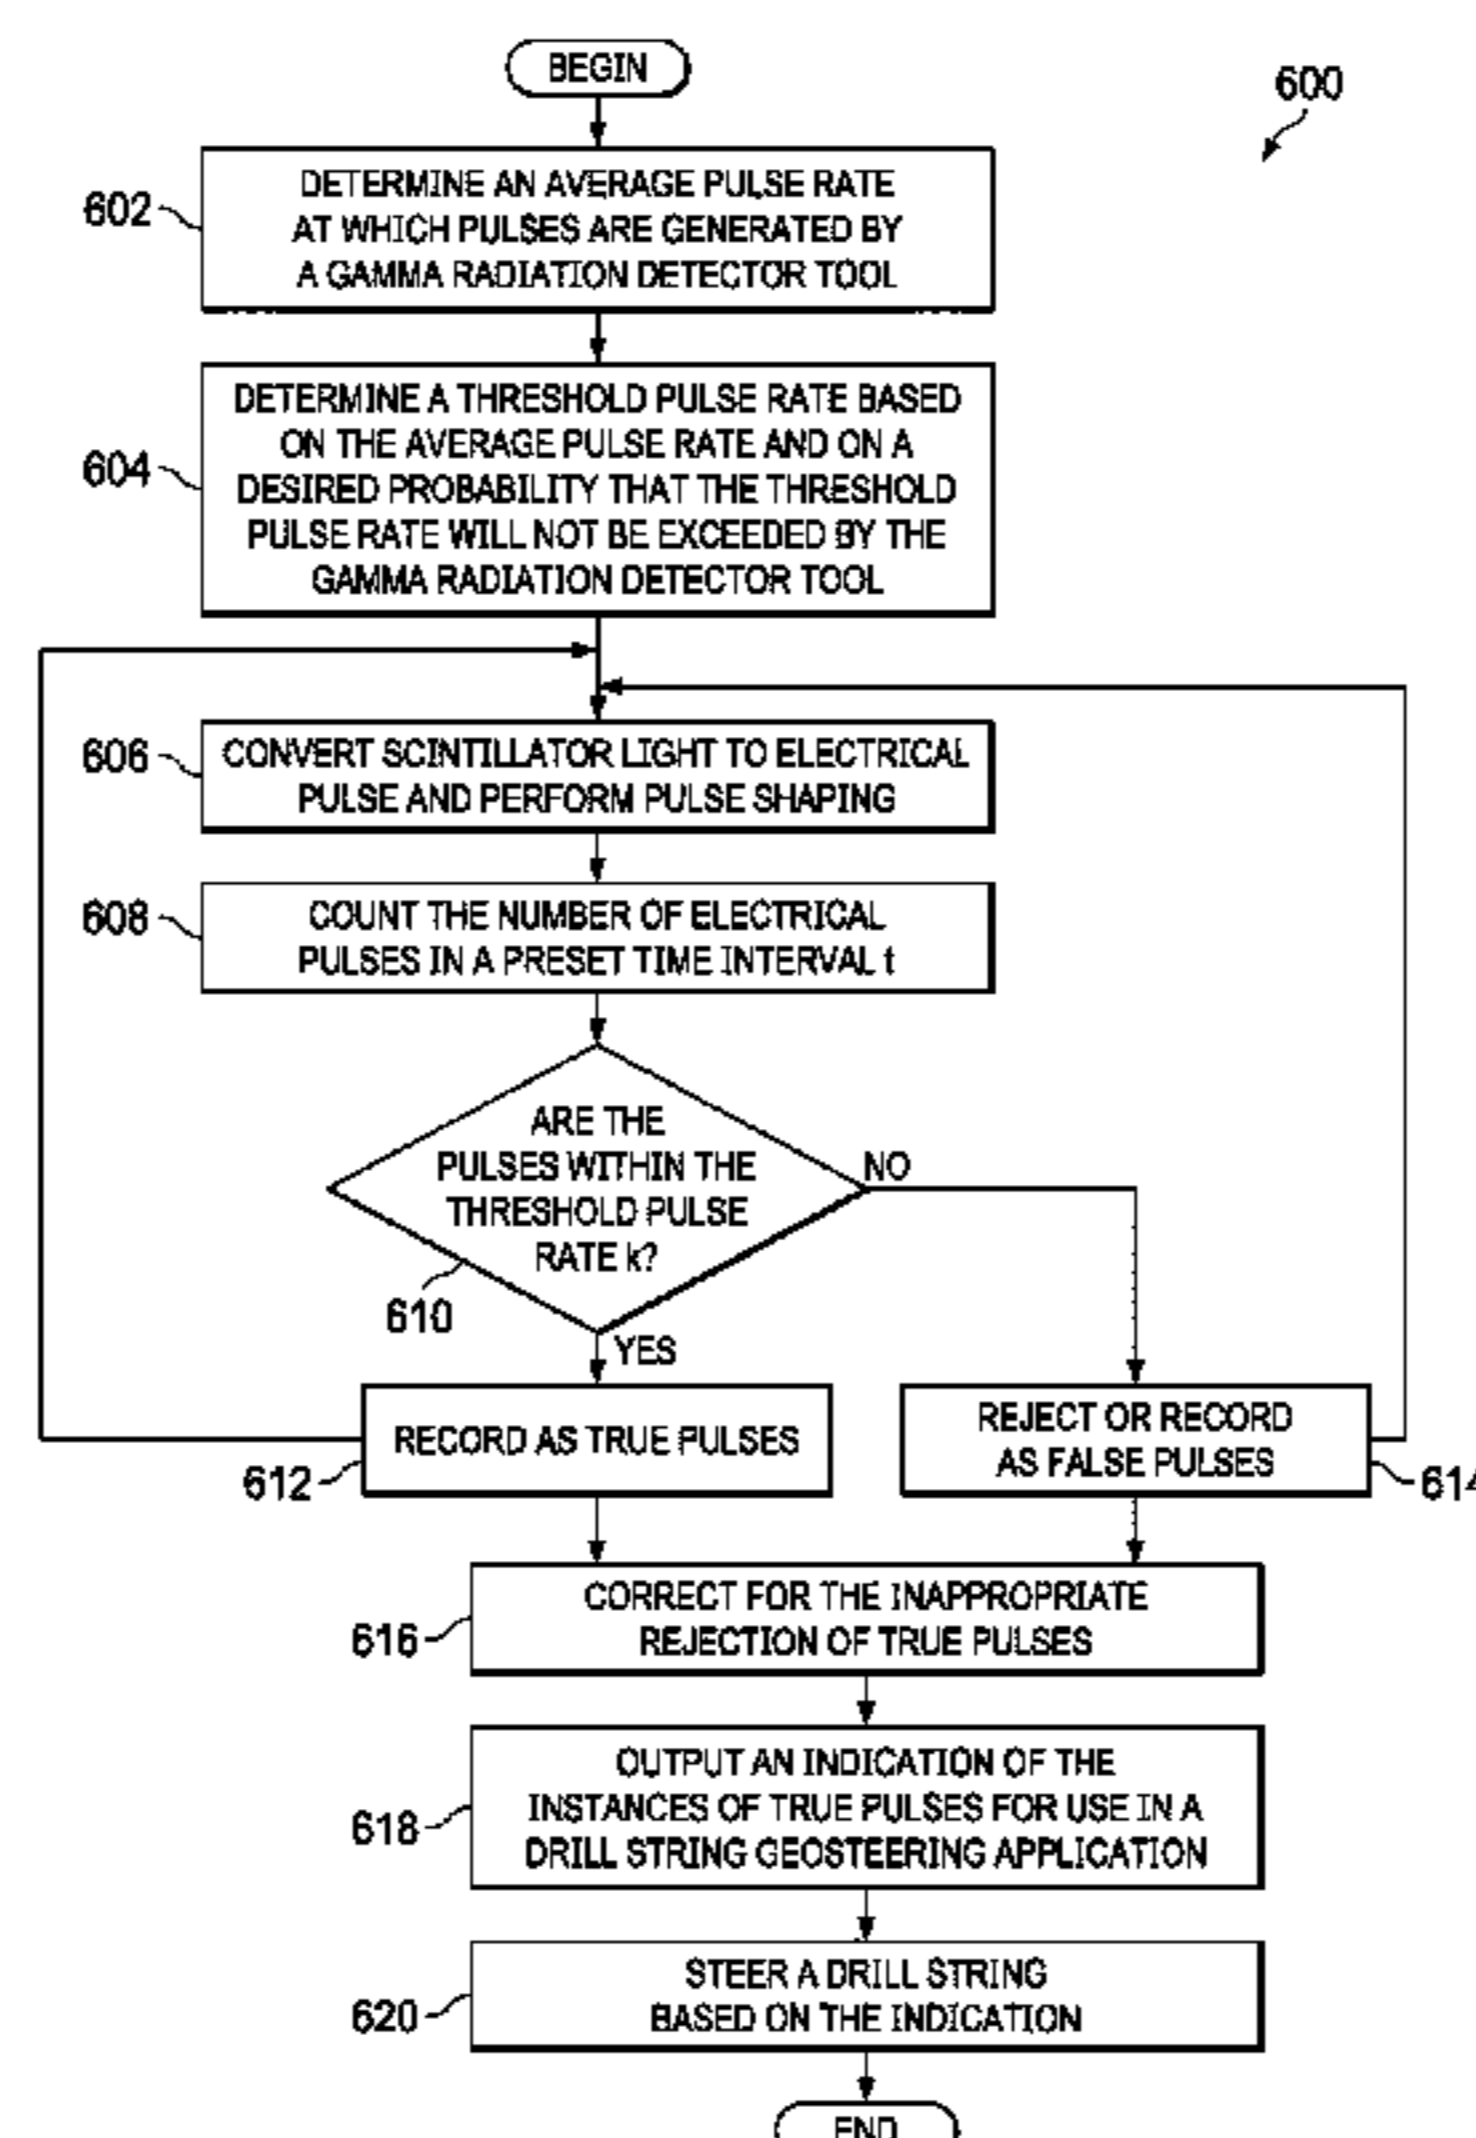 BEGIN
600
602
DETERMINE AN AVERAGE PULSE RATE
AT WHICH PULSES ARE GENERATED BY
A GAMMA RADIATION DETECTOR TOOL
604
DETERMINE A THRESHOLD PULSE RATE BASED
ON THE AVERAGE PULSE RATE AND ON A
DESIRED PROBABILITY THAT THE THRESHOLD
PULSE RATE WILL NOT BE EXCEEDED BY THE
GAMMA RADIATION DETECTOR TOOL
606
CONVERT SCINTILLATOR LIGHT TO ELECTRICAL
PULSE AND PERFORM PULSE SHAPING
608
COUNT THE NUMBER OF ELECTRICAL
PULSES IN A PRESET TIME INTERVAL t
ARE THE
PULSES WITHIN THE
THRESHOLD PULSE
RATE k?
NO
610
YES
RECORD AS TRUE PULSES
612
REJECT OR RECORD
AS FALSE PULSES
614
CORRECT FOR THE INAPPROPRIATE
REJECTION OF TRUE PULSES
616
OUTPUT AN INDICATION OF THE
INSTANCES OF TRUE PULSES FOR USE IN A
DRILL STRING GEOSTEERING APPLICATION
618
STEER A DRILL STRING
BASED ON THE INDICATION
620
END